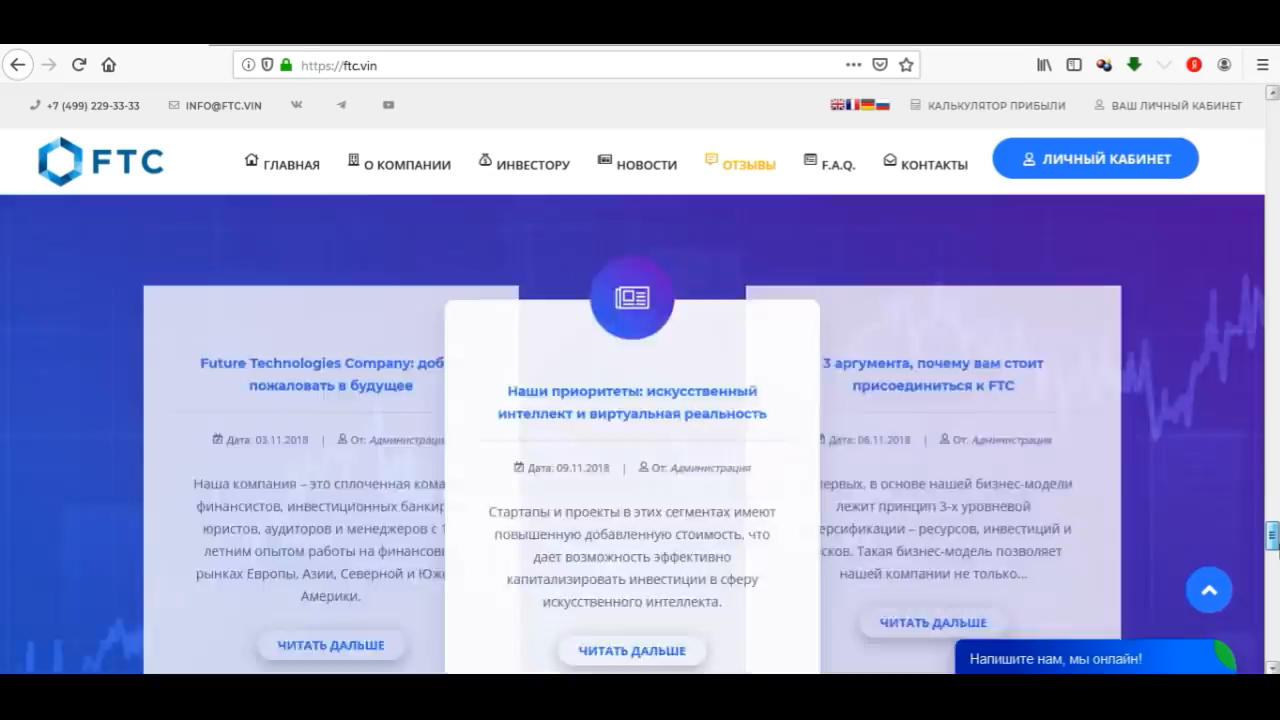 https://ftc.vin
+7 (499) 229-33-33
INFO@FTC.VIN
КАЛЬКУЛЯТОР ПРИБЫЛИ
ВАШ ЛИЧНЫЙ КАБИНЕТ
FTC
ГЛАВНАЯ
О КОМПАНИИ
ИНВЕСТОРУ
НОВОСТИ
ОТЗЫВЫ
F.A.Q.
КОНТАКТЫ
ЛИЧНЫЙ КАБИНЕТ
Future Technologies Company: доб
пожаловать в будущее
Дата: 03.11.2018 | От: Администрация
Наша компания – это сплоченная кома
финансистов, инвестиционных банкир
юристов, аудиторов и менеджеров с 1
летним опытом работы на финансовы
рынках Европы, Азии, Северной и Юж
Америки.
ЧИТАТЬ ДАЛЬШЕ
Наши приоритеты: искусственный
интеллект и виртуальная реальность
Дата: 09.11.2018 | От: Администрация
Стартапы и проекты в этих сегментах имеют
повышенную добавленную стоимость, что
дает возможность эффективно
капитализировать инвестиции в сферу
искусственного интеллекта.
ЧИТАТЬ ДАЛЬШЕ
3 аргумента, почему вам стоит
присоединиться к FTC
Дата: 06.11.2018 | От: Администрация
первых, в основе нашей бизнес-модели
лежит принцип 3-х уровневой
ерсификации – ресурсов, инвестиций и
сков. Такая бизнес-модель позволяет
нашей компании не только...
ЧИТАТЬ ДАЛЬШЕ
Напишите нам, мы онлайн!